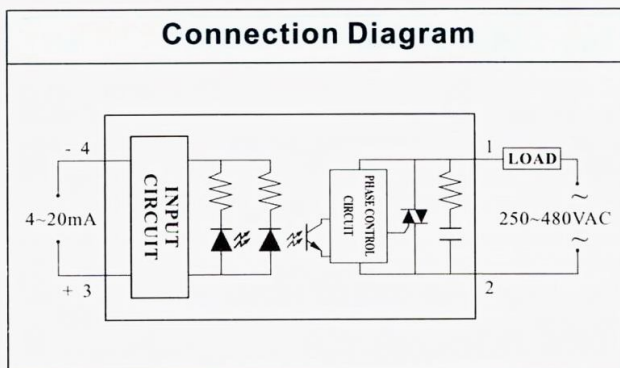 Connection Diagram
- 4
4~20mA
+ 3
INPUT
CIRCUIT
PHASE CONTROL
CIRCUIT
1
LOAD
~
250~480VAC
~
2